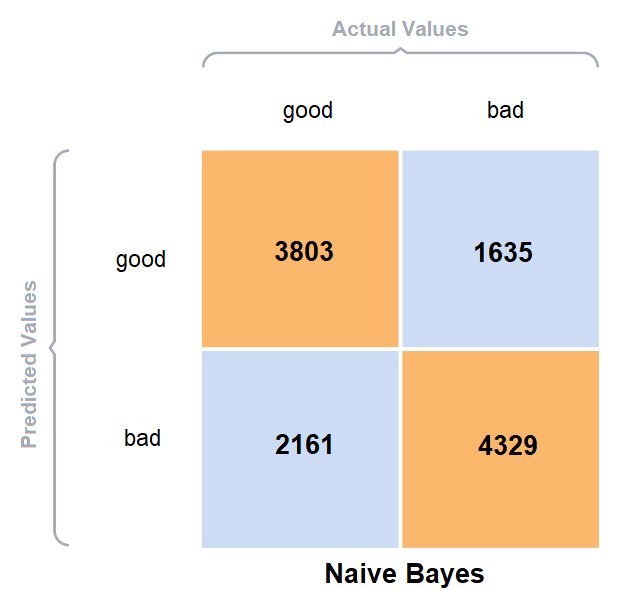 Actual Values
good bad
Predicted Values
good 3803 1635
bad 2161 4329
Naive Bayes